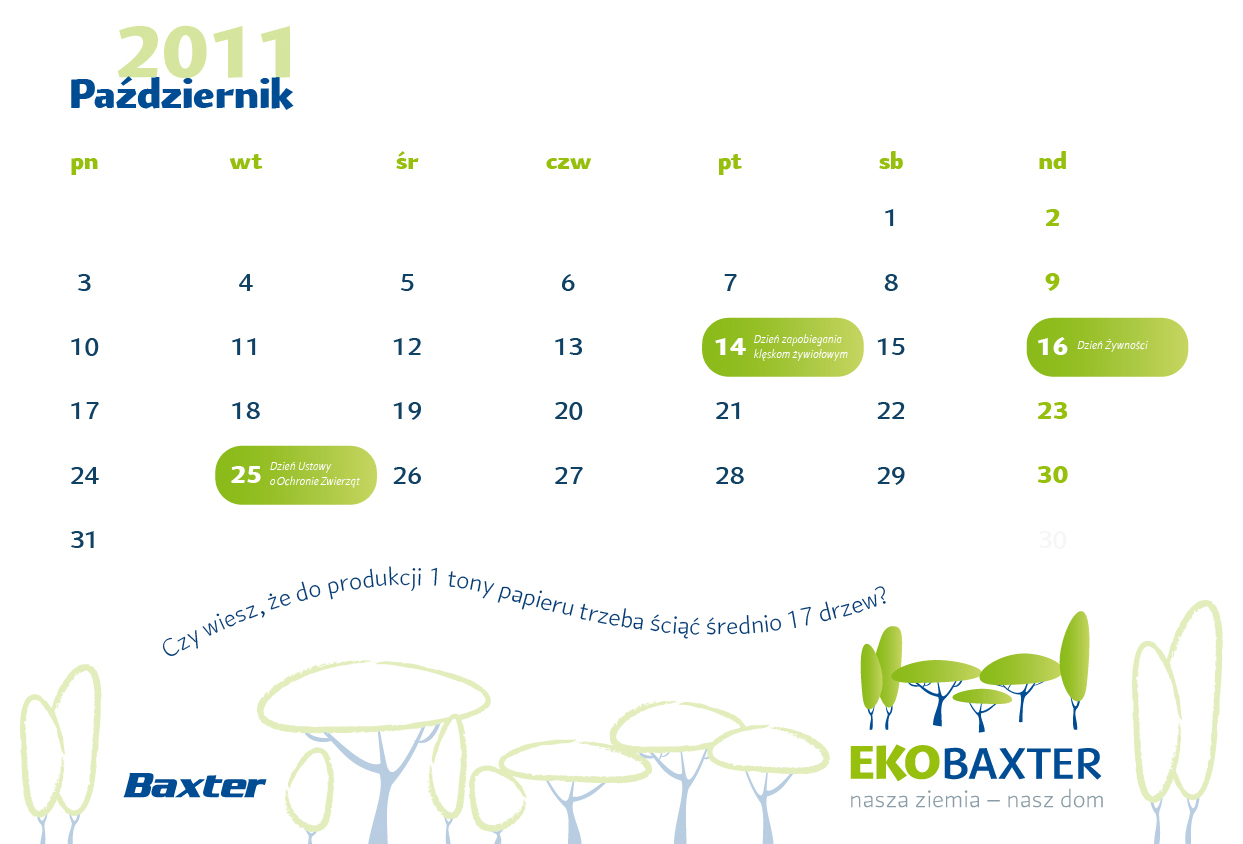 2011
Październik
pn wt śr czw pt sb nd
1 2
3 4 5 6 7 8 9
10 11 12 13 14 Dzień zapobiegania klęskom żywiołowym 15 16 Dzień Żywności
17 18 19 20 21 22 23
24 25 Dzień Ustawy o Ochronie Zwierząt 26 27 28 29 30
31 30
Czy wiesz, że do produkcji 1 tony papieru trzeba ściąć średnio 17 drzew?
Baxter
EKOBAXTER
nasza ziemia – nasz dom